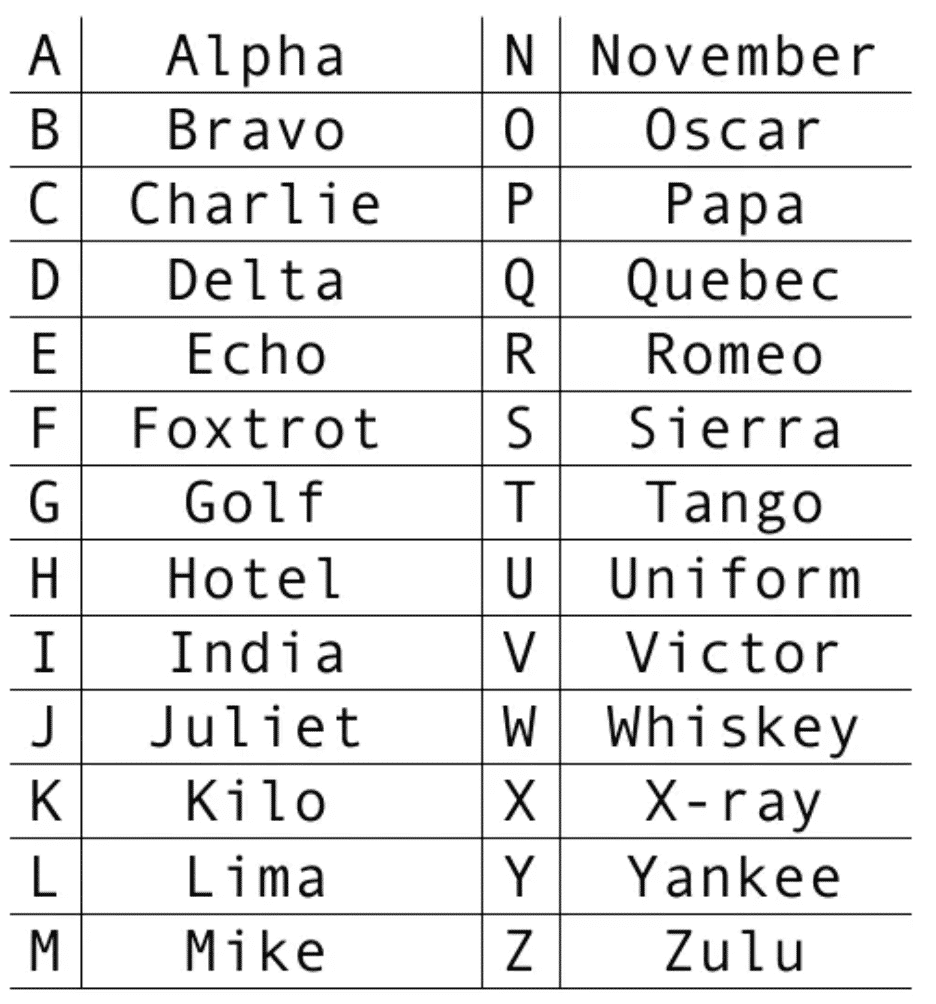 A Alpha N November
B Bravo O Oscar
C Charlie P Papa
D Delta Q Quebec
E Echo R Romeo
F Foxtrot S Sierra
G Golf T Tango
H Hotel U Uniform
I India V Victor
J Juliet W Whiskey
K Kilo X X-ray
L Lima Y Yankee
M Mike Z Zulu